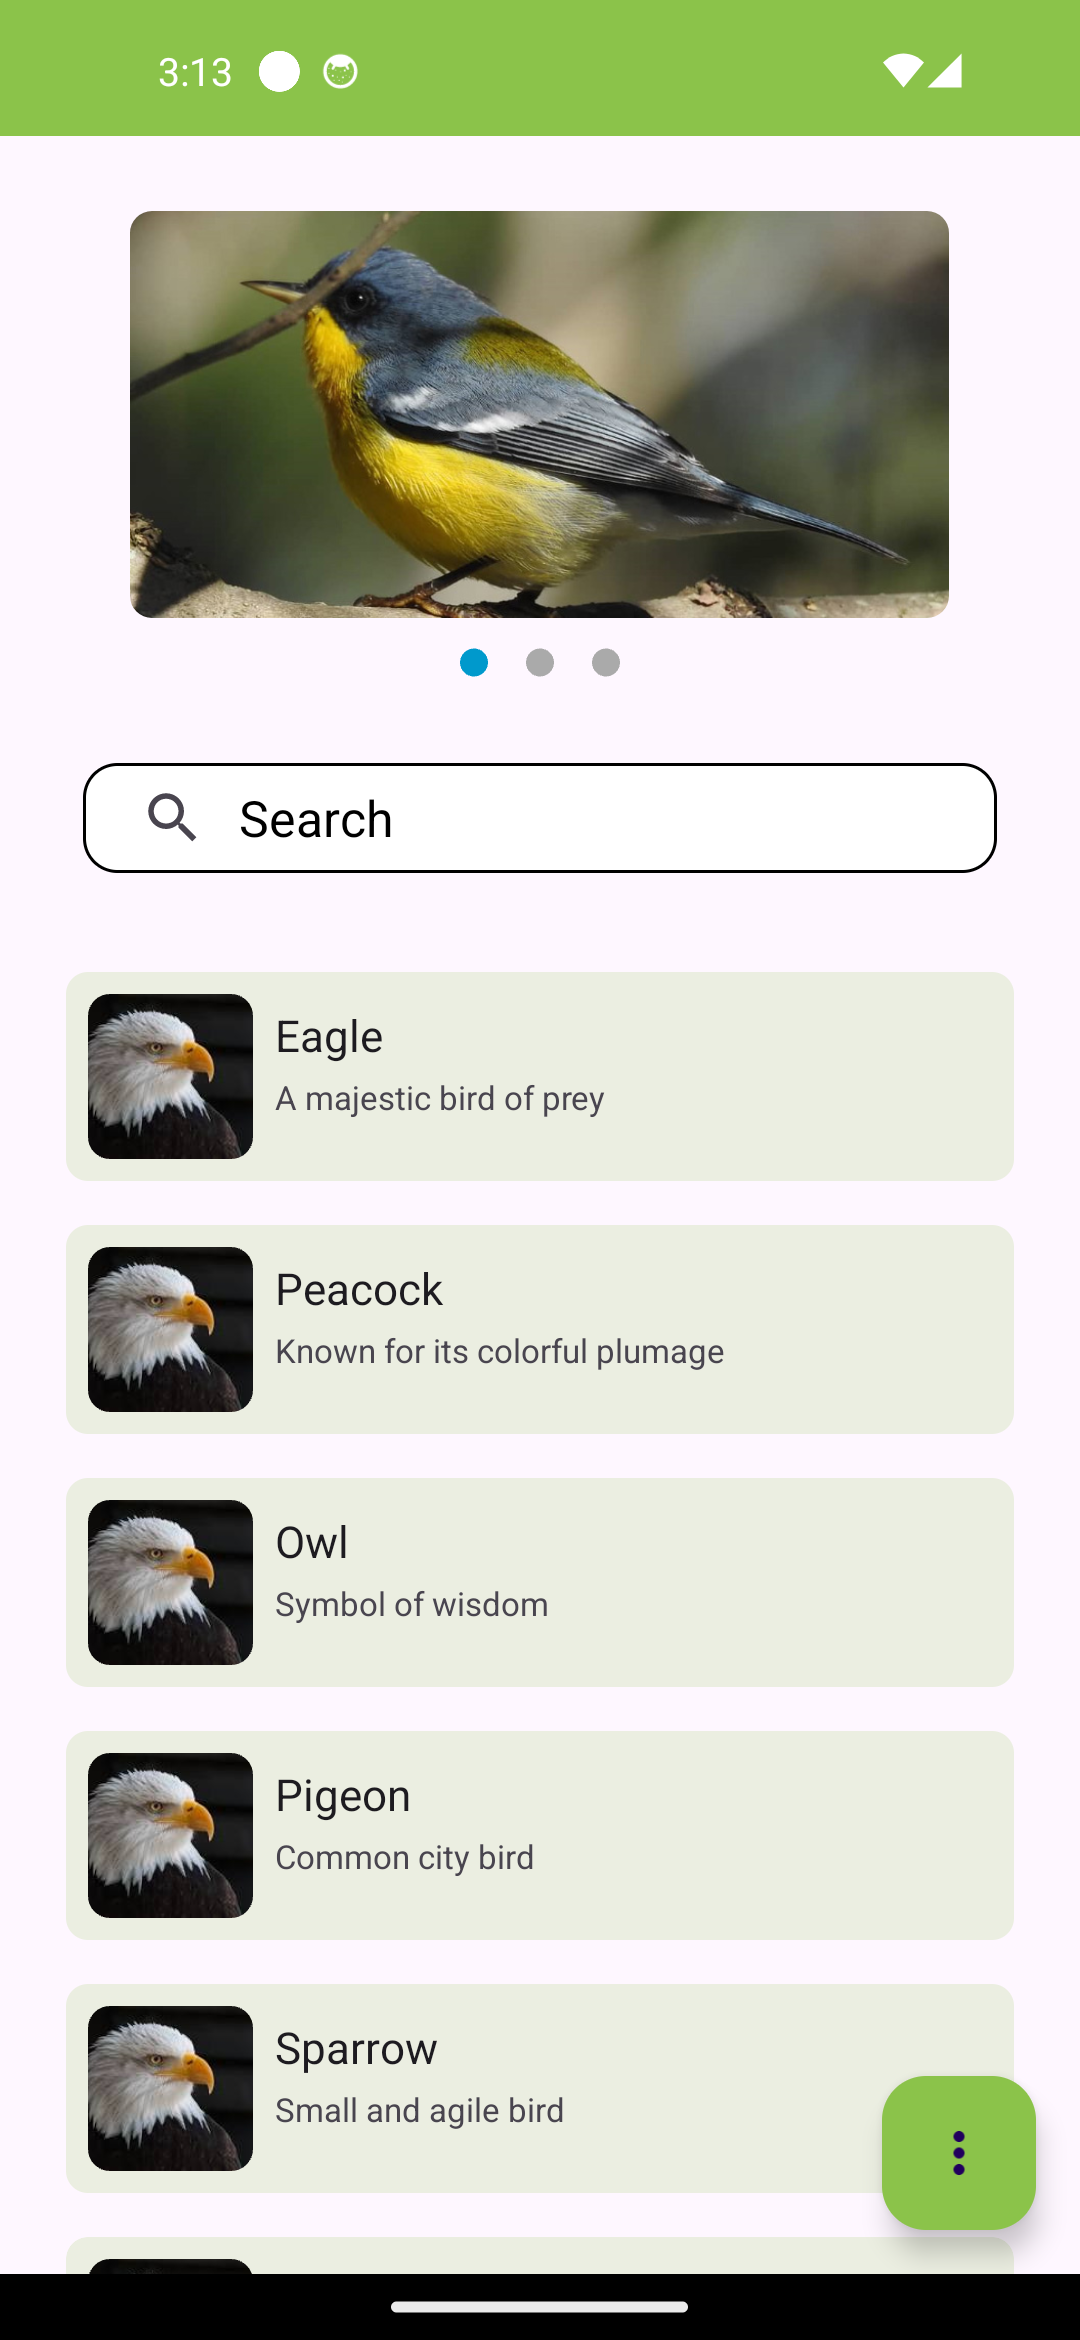 3:13
Search
Eagle
A majestic bird of prey
Peacock
Known for its colorful plumage
Owl
Symbol of wisdom
Pigeon
Common city bird
Sparrow
Small and agile bird